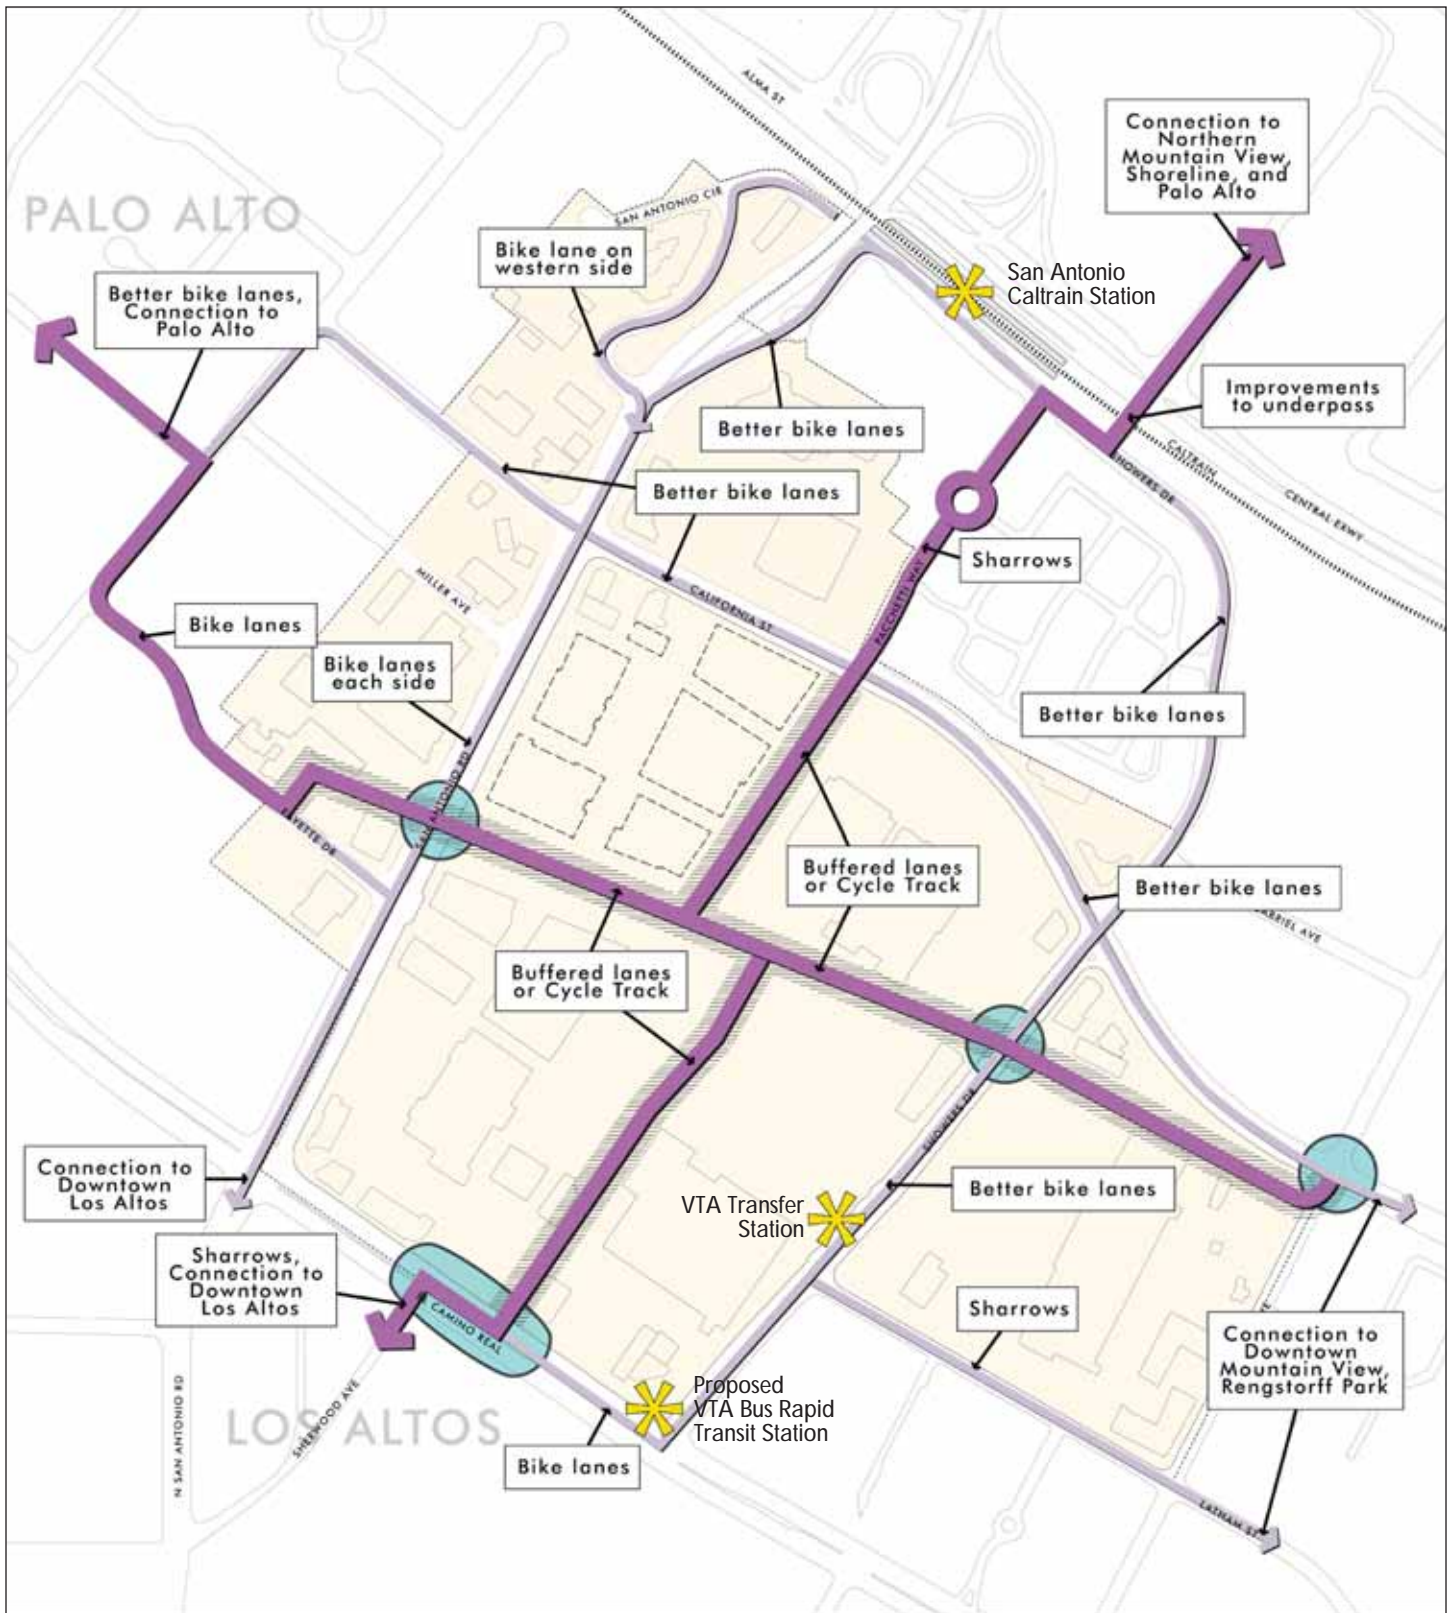 ALMA ST
Connection to
Northern
Mountain View,
Shoreline, and
Palo Alto
PALO ALTO
SAN ANTONIO CIR
Bike lane on
western side
San Antonio
Caltrain Station
Better bike lanes,
Connection to
Palo Alto
Improvements
to underpass
Better bike lanes
CALTRAIN
SHOWERS DR
CENTRAL EXWY
Better bike lanes
Sharrows
MILLER AVE
CALIFORNIA ST
PACCHETTI WAY
Bike lanes
Bike lanes
each side
Better bike lanes
SAN ANTONIO RD
FAYETTE DR
Buffered lanes
or Cycle Track
Better bike lanes
Buffered lanes
or Cycle Track
SHOWERS DR
Connection to
Downtown
Los Altos
Better bike lanes
VTA Transfer
Station
Sharrows,
Connection to
Downtown
Los Altos
CAMINO REAL
Sharrows
Connection to
Downtown
Mountain View,
Rengstorff Park
N SAN ANTONIO RD
SHERWOOD AVE
LOS ALTOS
Proposed
VTA Bus Rapid
Transit Station
Bike lanes
LATHAM ST